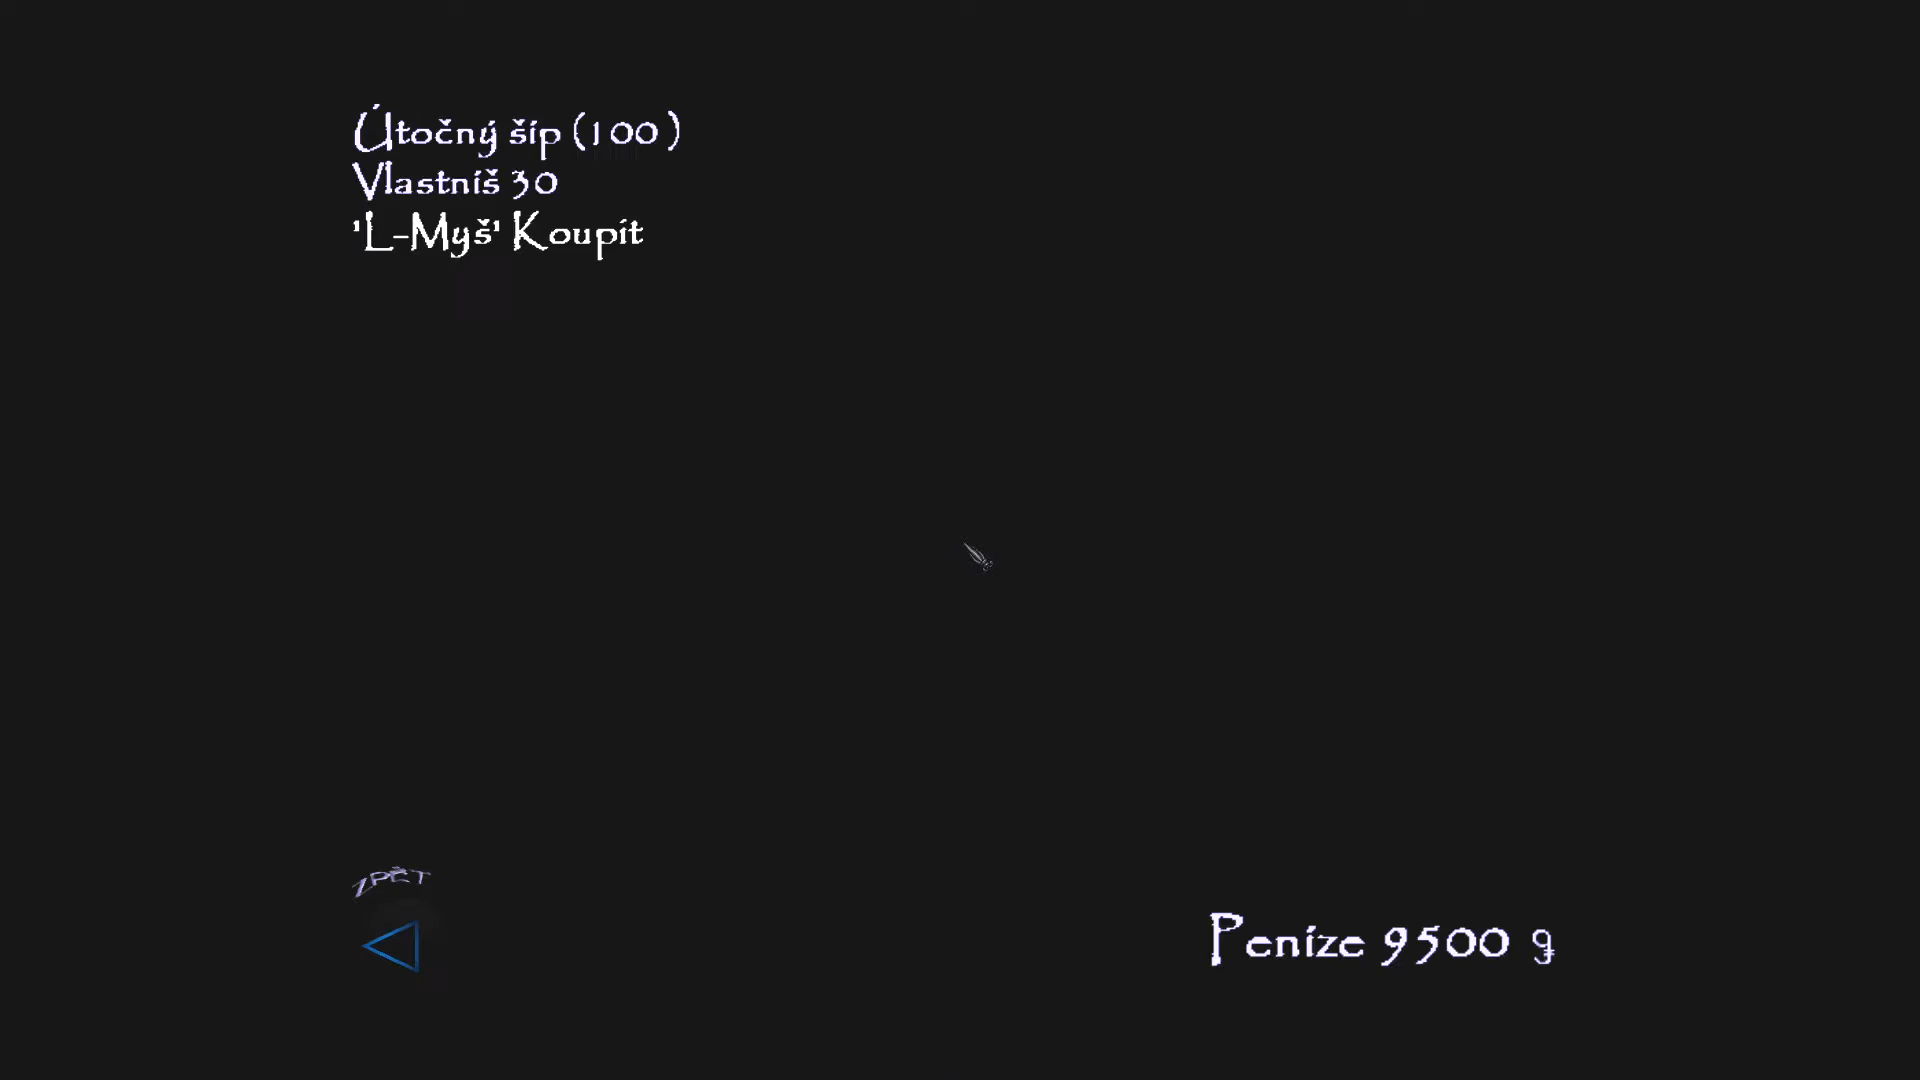 Útočný šíp (100 )
Vlastníš 30
'L-Myš' Koupit
ZPĚT
Peníze 9500 g